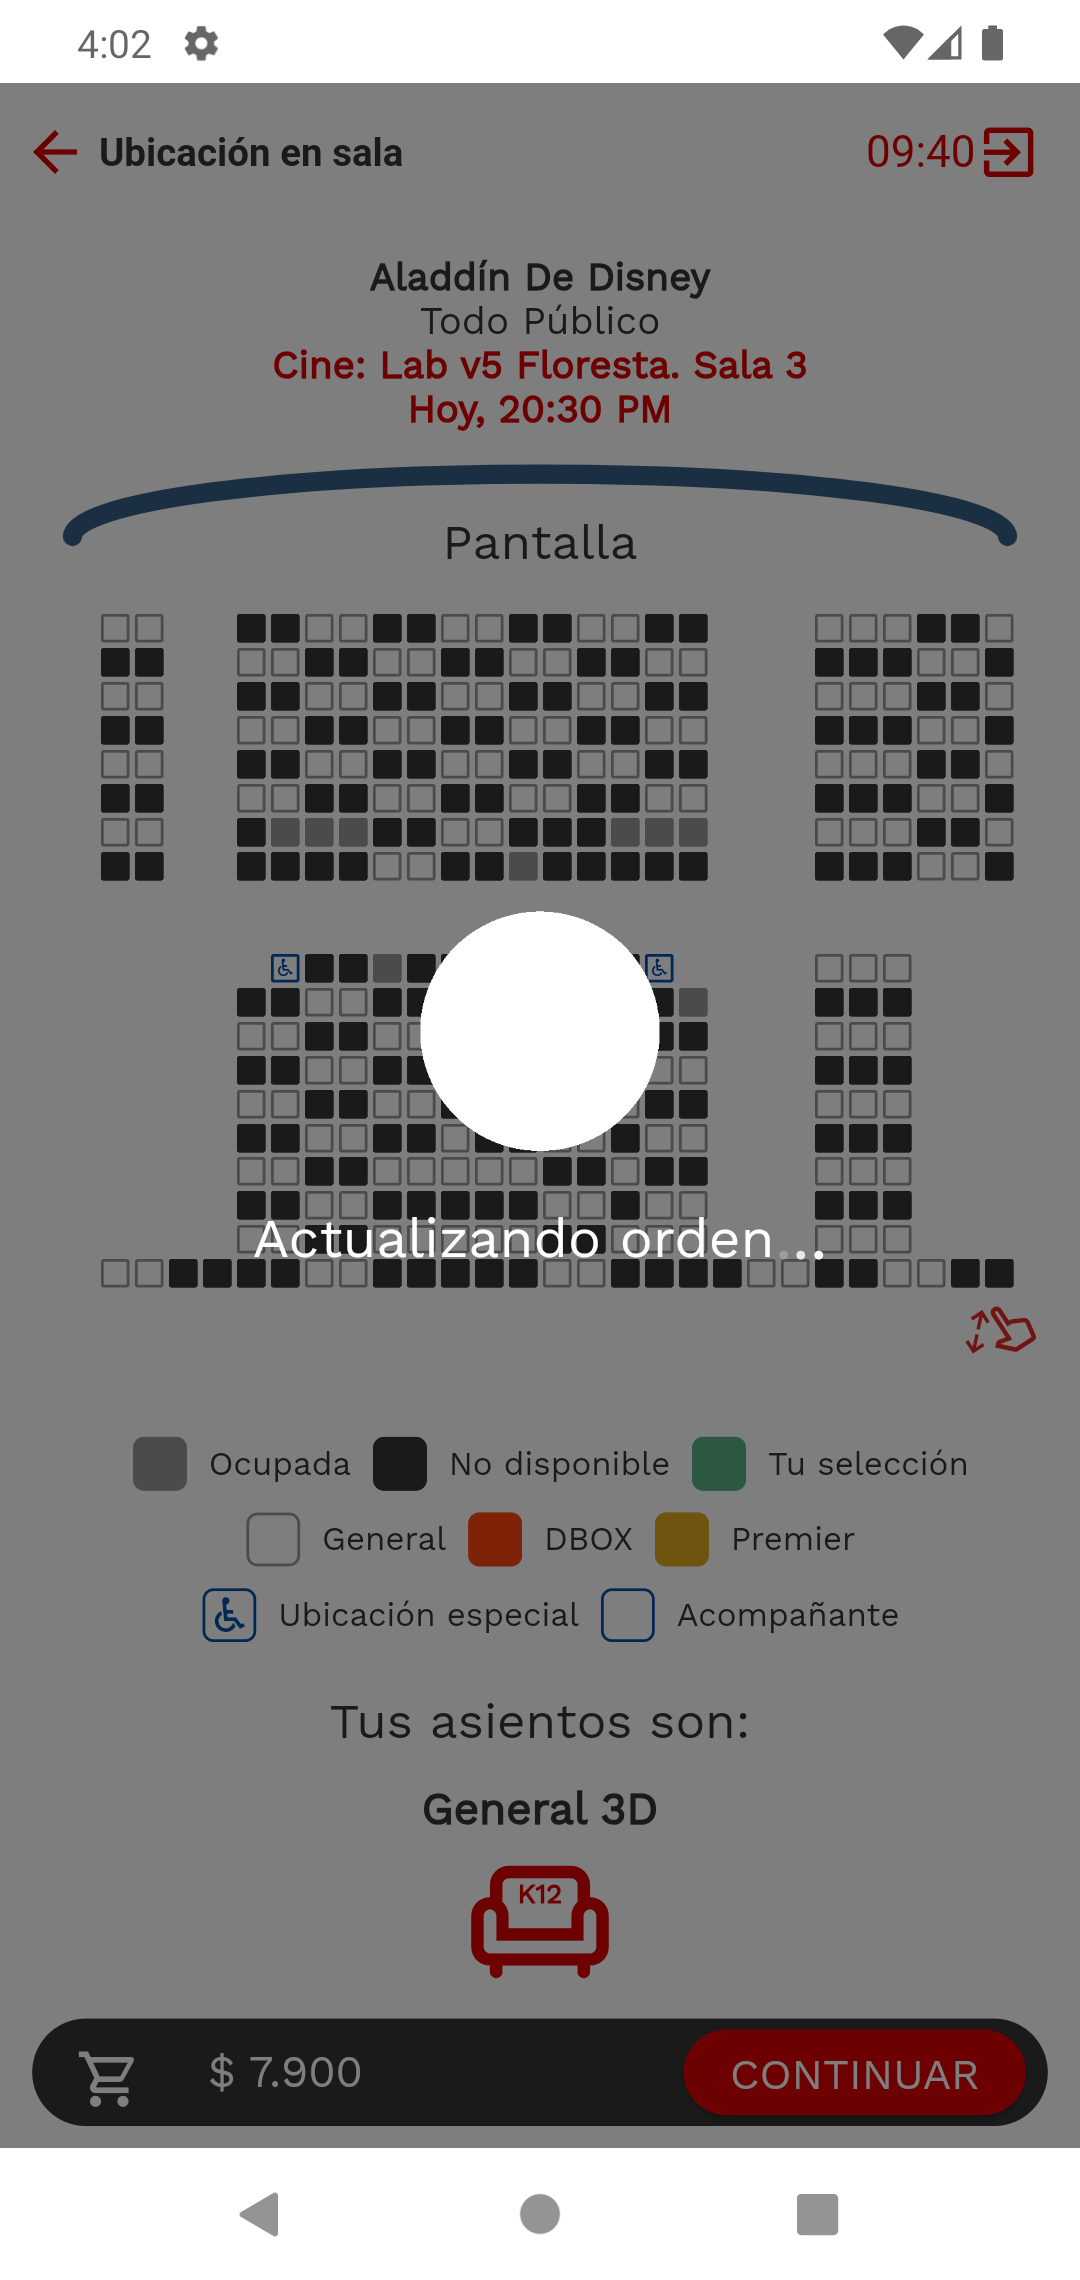 4:02
Ubicación en sala
09:40
Aladdín De Disney
Todo Público
Cine: Lab v5 Floresta. Sala 3
Hoy, 20:30 PM
Pantalla
Actualizando orden...
Ocupada No disponible Tu selección
General DBOX Premier
Ubicación especial Acompañante
Tus asientos son:
General 3D
K12
$ 7.900 CONTINUAR